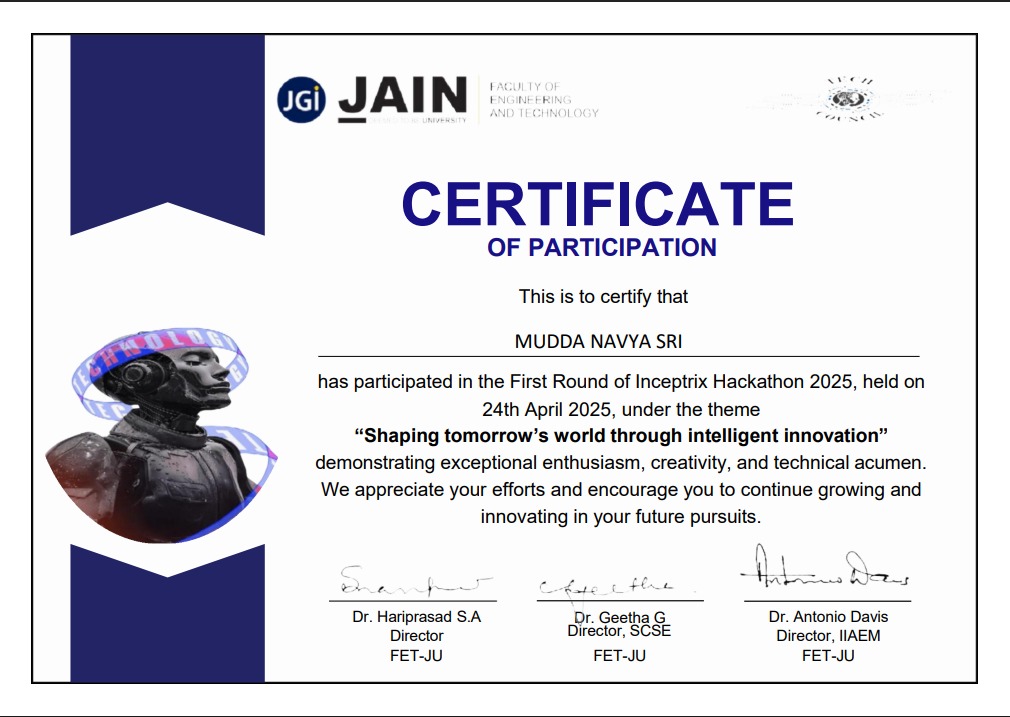 JGi JAIN
UNIVERSITY
FACULTY OF
ENGINEERING
AND TECHNOLOGY
TECH
COUNCIL
CERTIFICATE
OF PARTICIPATION
This is to certify that
MUDDA NAVYA SRI
has participated in the First Round of Inceptrix Hackathon 2025, held on
24th April 2025, under the theme
“Shaping tomorrow’s world through intelligent innovation”
demonstrating exceptional enthusiasm, creativity, and technical acumen.
We appreciate your efforts and encourage you to continue growing and
innovating in your future pursuits.
TECHNOLOGY
Antonio Davis
Dr. Hariprasad S.A
Director
FET-JU
Dr. Geetha G
Director, SCSE
FET-JU
Dr. Antonio Davis
Director, IIAEM
FET-JU